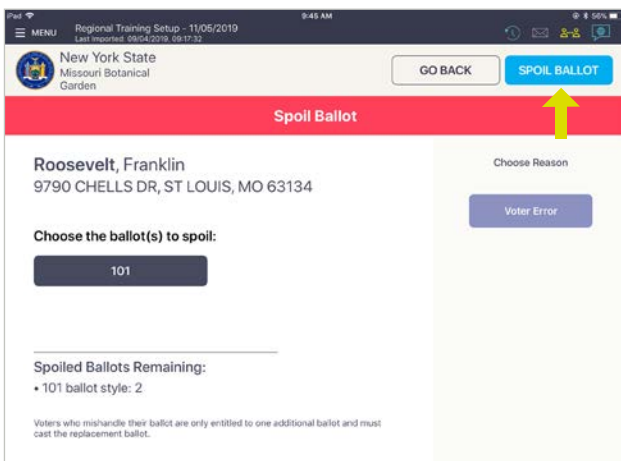 iPad
9:45 AM
56%
MENU
Regional Training Setup - 11/05/2019
Last Imported: 09/04/2019, 09:17:32
New York State
Missouri Botanical
Garden
GO BACK
SPOIL BALLOT
Spoil Ballot
Roosevelt, Franklin
9790 CHELLS DR, ST LOUIS, MO 63134
Choose Reason
Voter Error
Choose the ballot(s) to spoil:
101
Spoiled Ballots Remaining:
• 101 ballot style: 2
Voters who mishandle their ballot are only entitled to one additional ballot and must
cast the replacement ballot.